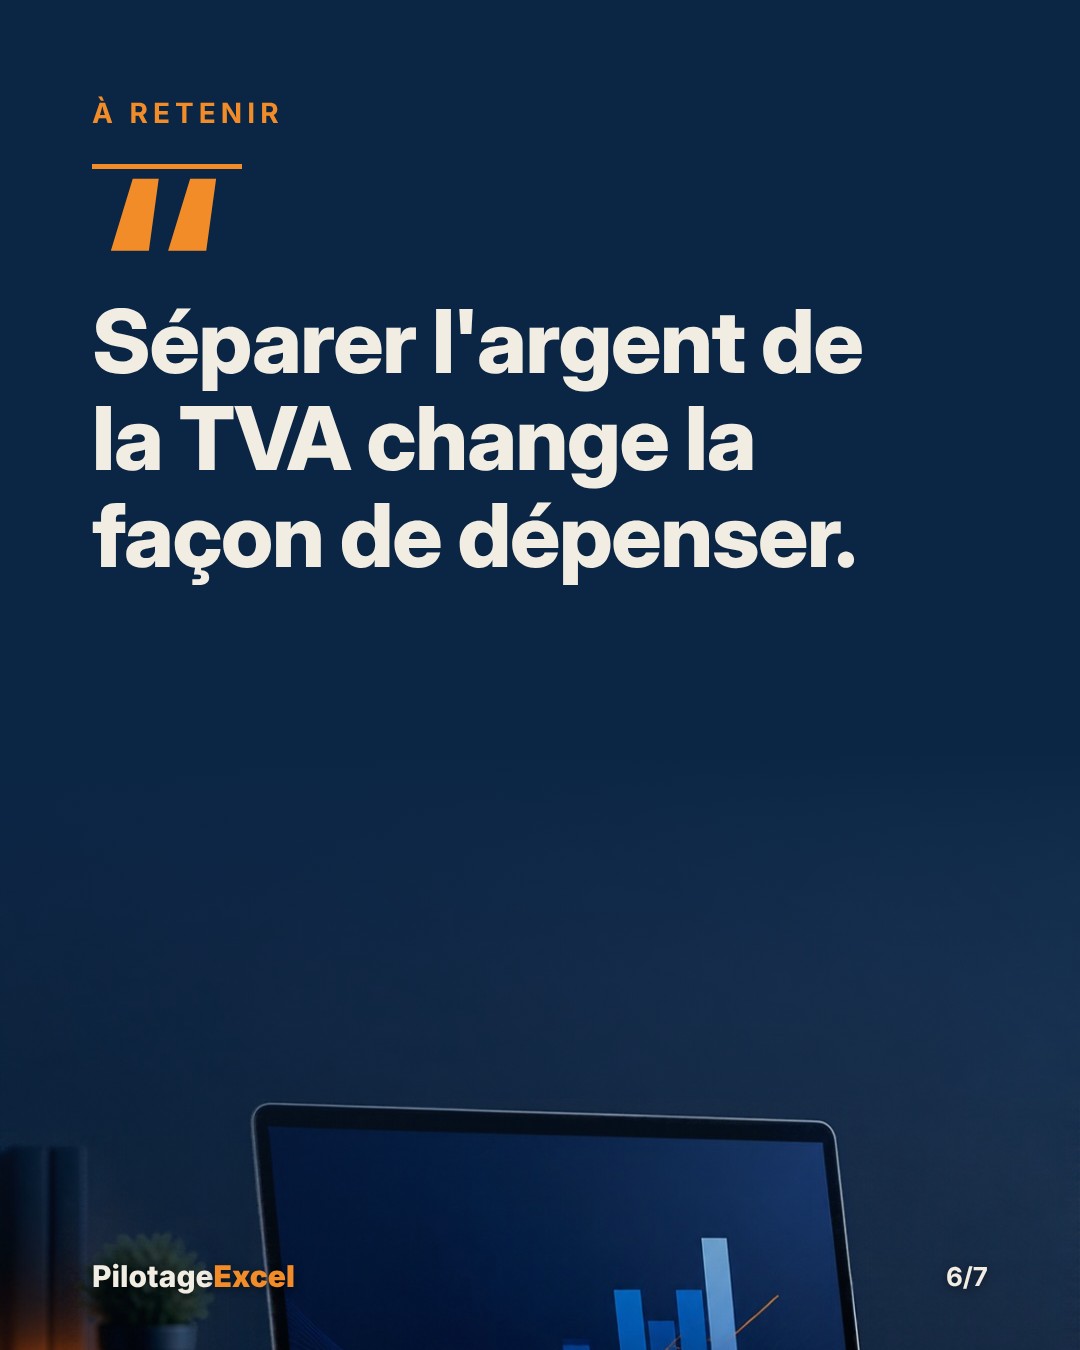 À RETENIR
"
Séparer l'argent de
la TVA change la
façon de dépenser.
PilotageExcel
6/7